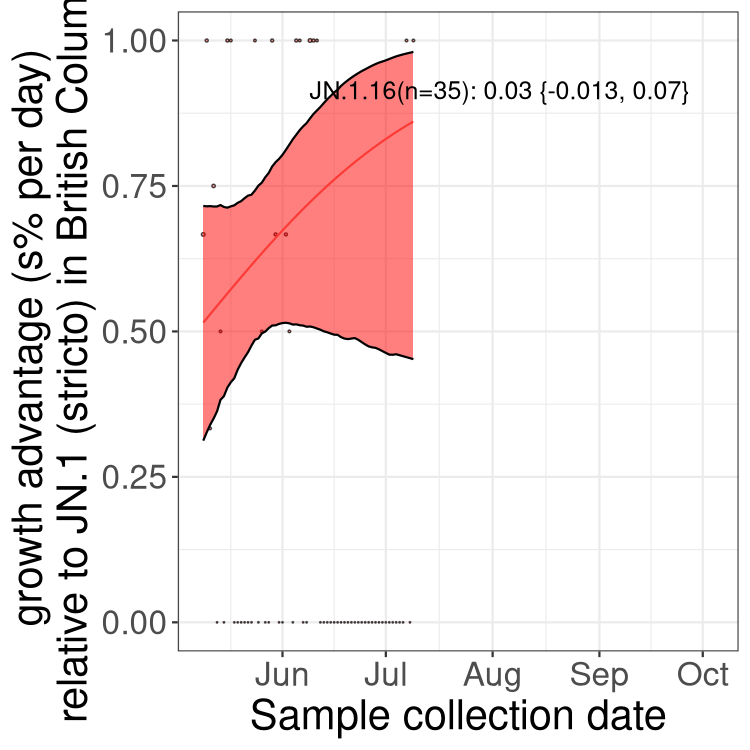 growth advantage (s% per day)
relative to JN.1 (stricto) in British Colum
1.00
0.75
0.50
0.25
0.00
JN.1.16(n=35): 0.03 {-0.013, 0.07}
Jun Jul Aug Sep Oct
Sample collection date